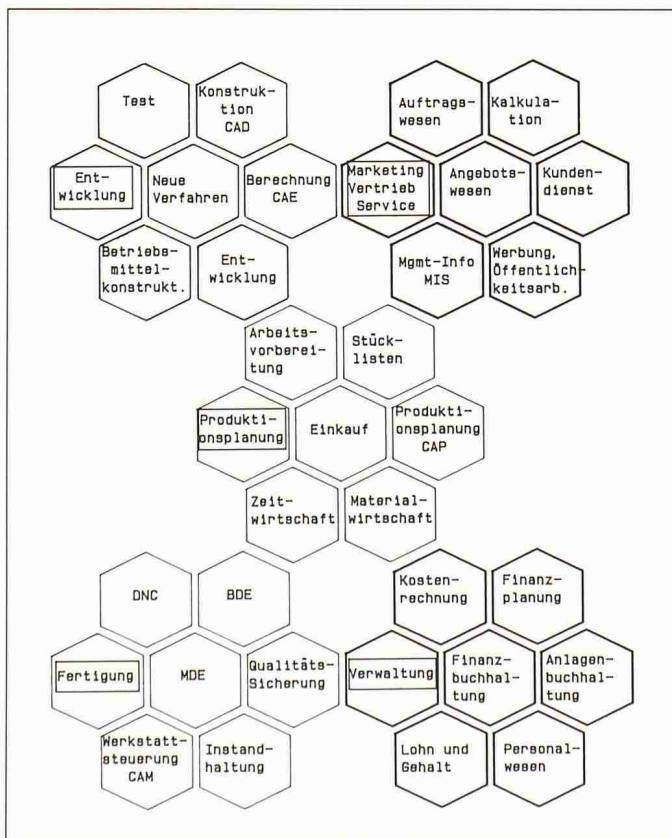 Test
Konstruk-
tion
CAD
Ent-
wicklung
Neue
Verfahren
Berechnung
CAE
Betriebs-
mittel-
konstrukt.
Ent-
wicklung
Auftrags-
wesen
Kalkula-
tion
Marketing
Vertrieb
Service
Angebots-
wesen
Kunden-
dienst
Mgmt-Info
MIS
Werbung,
Öffentlich-
keitsarb.
Arbeits-
vorberei-
tung
Stück-
listen
Produkti-
onsplanung
Einkauf
Produkti-
onsplanung
CAP
Zeit-
wirtschaft
Material-
wirtschaft
DNC
BDE
Fertigung
MDE
Qualitäts-
Sicherung
Werkstatt-
steuerung
CAM
Instand-
haltung
Kosten-
rechnung
Finanz-
planung
Verwaltung
Finanz-
buchhal-
tung
Anlagen-
buchhal-
tung
Lohn und
Gehalt
Personal-
wesen